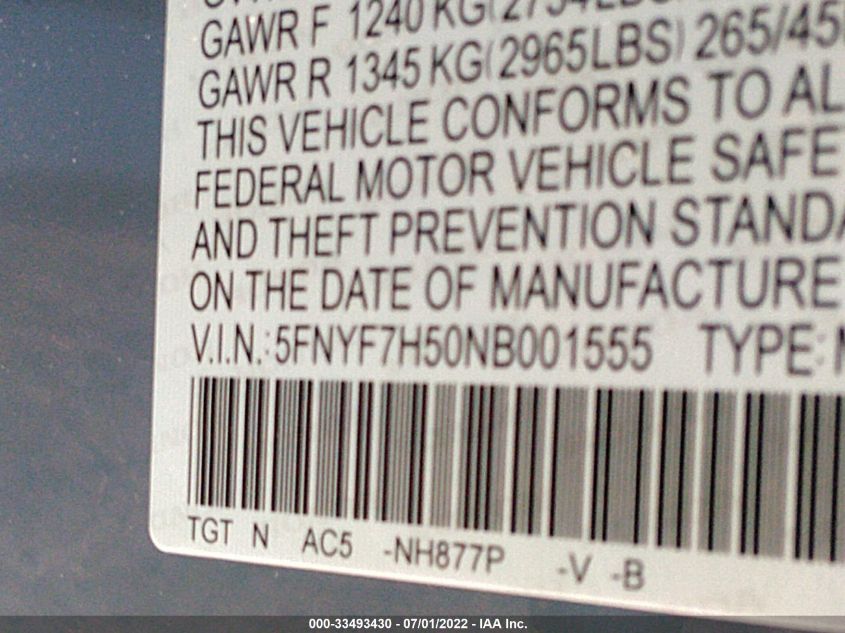 GAWR F 1240 KG(2734LBS
GAWR R 1345 KG(2965LBS) 265/45
THIS VEHICLE CONFORMS TO AL
FEDERAL MOTOR VEHICLE SAFE
AND THEFT PREVENTION STANDA
ON THE DATE OF MANUFACTURE
V.I.N.: 5FNYF7H50NB001555 TYPE:
TGT N AC5 -NH877P -V -B
000-33493430 - 07/01/2022 - IAA Inc.